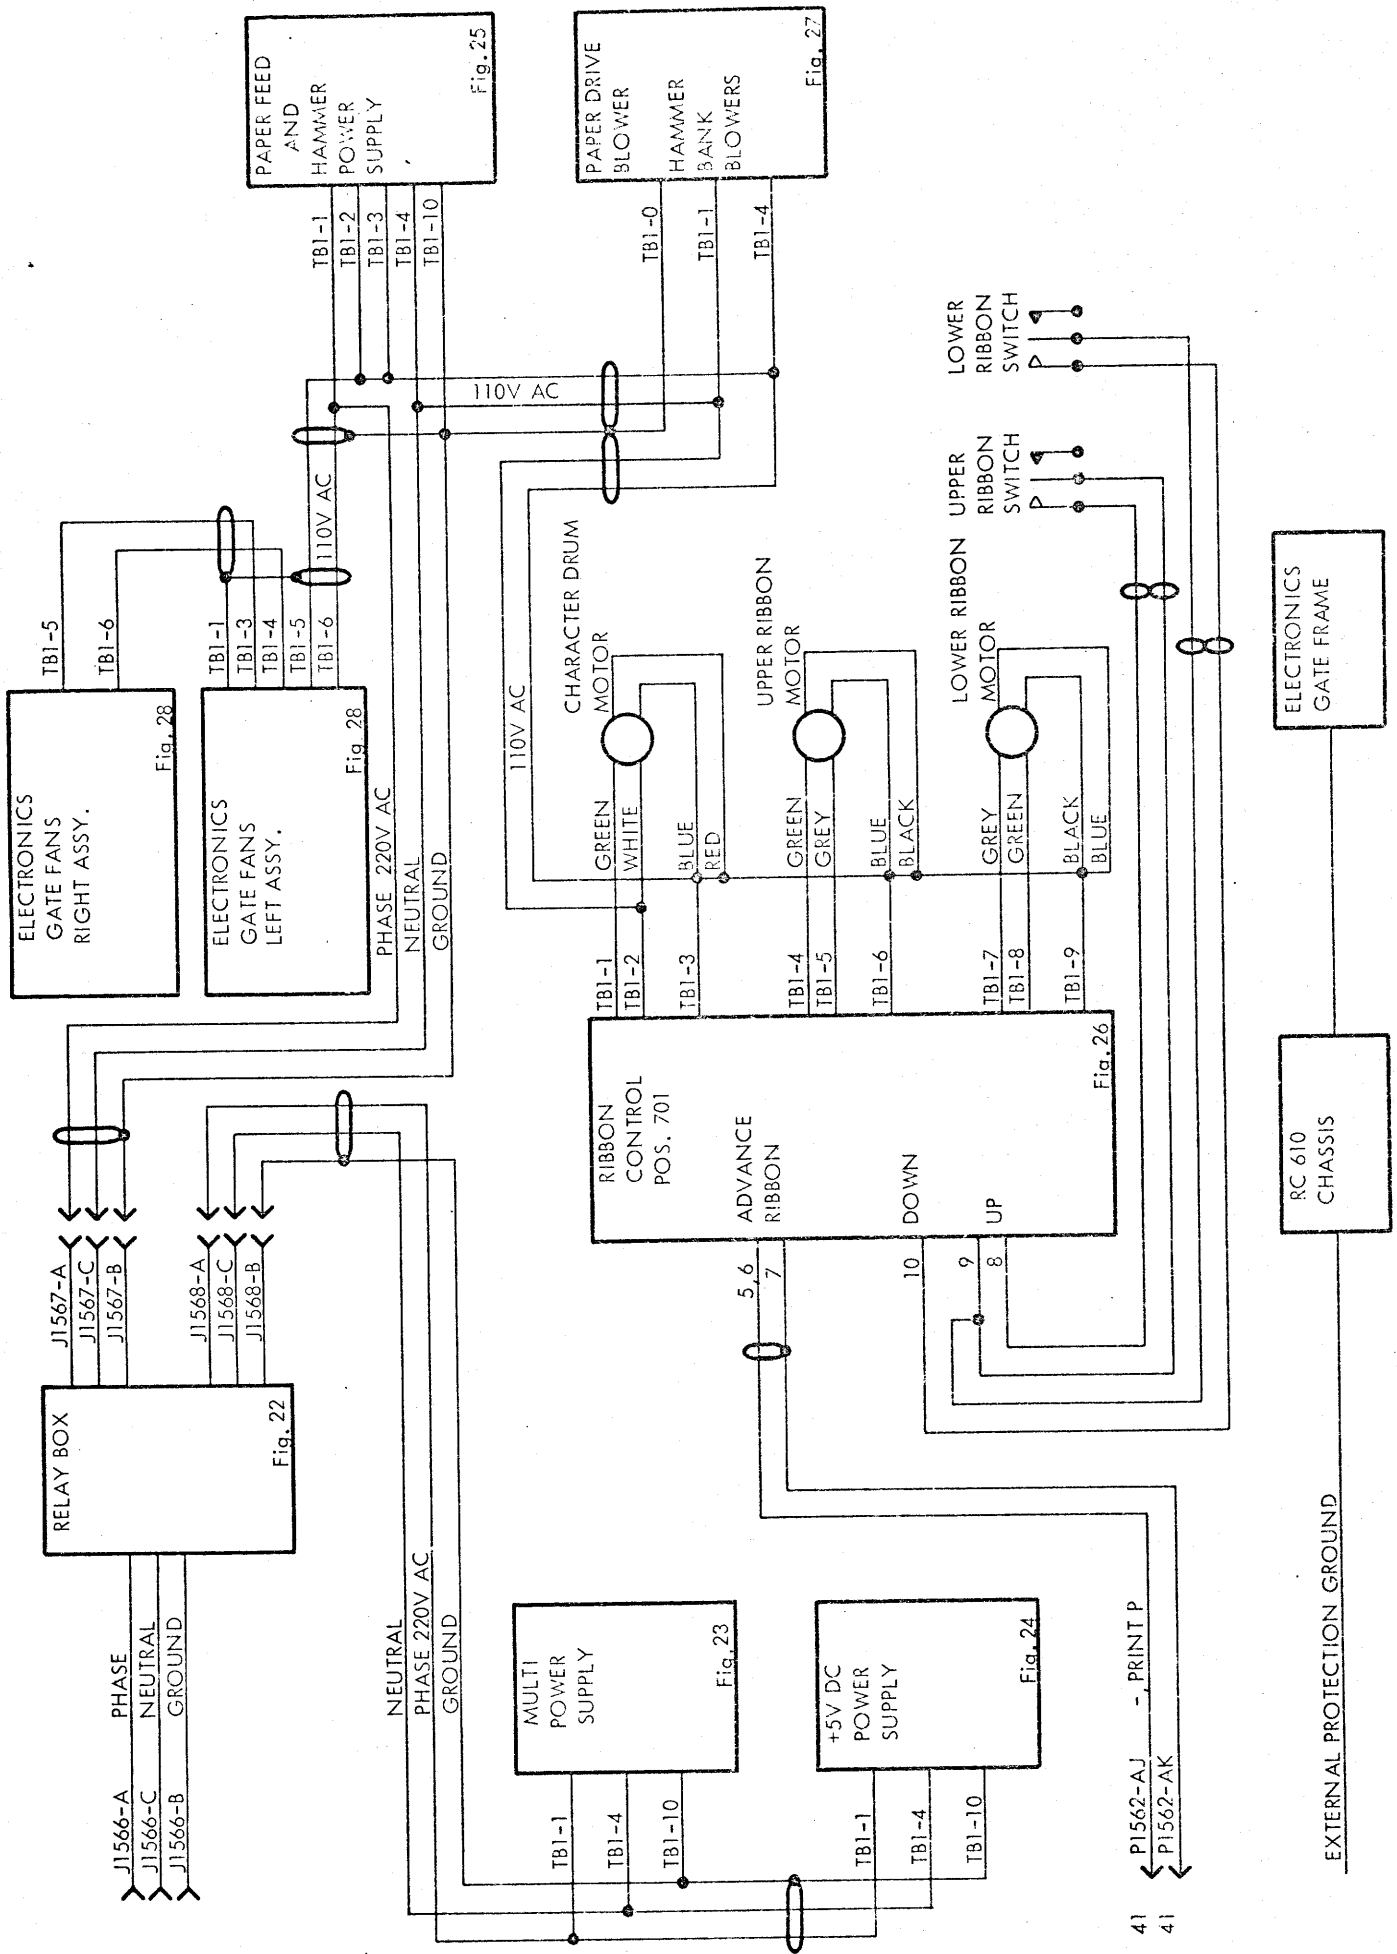 J1566-A PHASE
J1566-C NEUTRAL
J1566-B GROUND
RELAY BOX
Fig. 22
J1567-A
J1567-C
J1567-B
J1568-A
J1568-C
J1568-B
ELECTRONICS
GATE FANS
RIGHT ASSY.
Fig. 28
TB1-5
TB1-6
ELECTRONICS
GATE FANS
LEFT ASSY.
Fig 28
TB1-1
TB1-3
TB1-4
TB1-5
TB1-6
110V AC
PHASE 220V AC
NEUTRAL
GROUND
PAPER FEED
AND
HAMMER
POWER
SUPPLY
Fig. 25
TB1-1
TB1-2
TB1-3
TB1-4
TB1-10
110V AC
PAPER DRIVE
BLOWER
HAMMER
BANK
BLOWERS
Fig. 27
TB1-0
TB1-1
TB1-4
NEUTRAL
PHASE 220V AC
GROUND
MULTI
POWER
SUPPLY
Fig. 23
TB1-1
TB1-4
TB1-10
+5V DC
POWER
SUPPLY
Fig. 24
TB1-1
TB1-4
TB1-10
110V AC
CHARACTER DRUM
MOTOR
GREEN
WHITE
BLUE
RED
UPPER RIBBON
MOTOR
GREEN
GREY
BLUE
BLACK
LOWER RIBBON
MOTOR
GREY
GREEN
BLACK
BLUE
TB1-1
TB1-2
TB1-3
TB1-4
TB1-5
TB1-6
TB1-7
TB1-8
TB1-9
RIBBON
CONTROL
POS. 701
ADVANCE
RIBBON
DOWN
UP
Fig. 26
5,6
7
10
9
8
UPPER
RIBBON
SWITCH
LOWER
RIBBON
SWITCH
41 P1562-AJ -, PRINT P
41 P1562-AK
EXTERNAL PROTECTION GROUND
RC 610
CHASSIS
ELECTRONICS
GATE FRAME